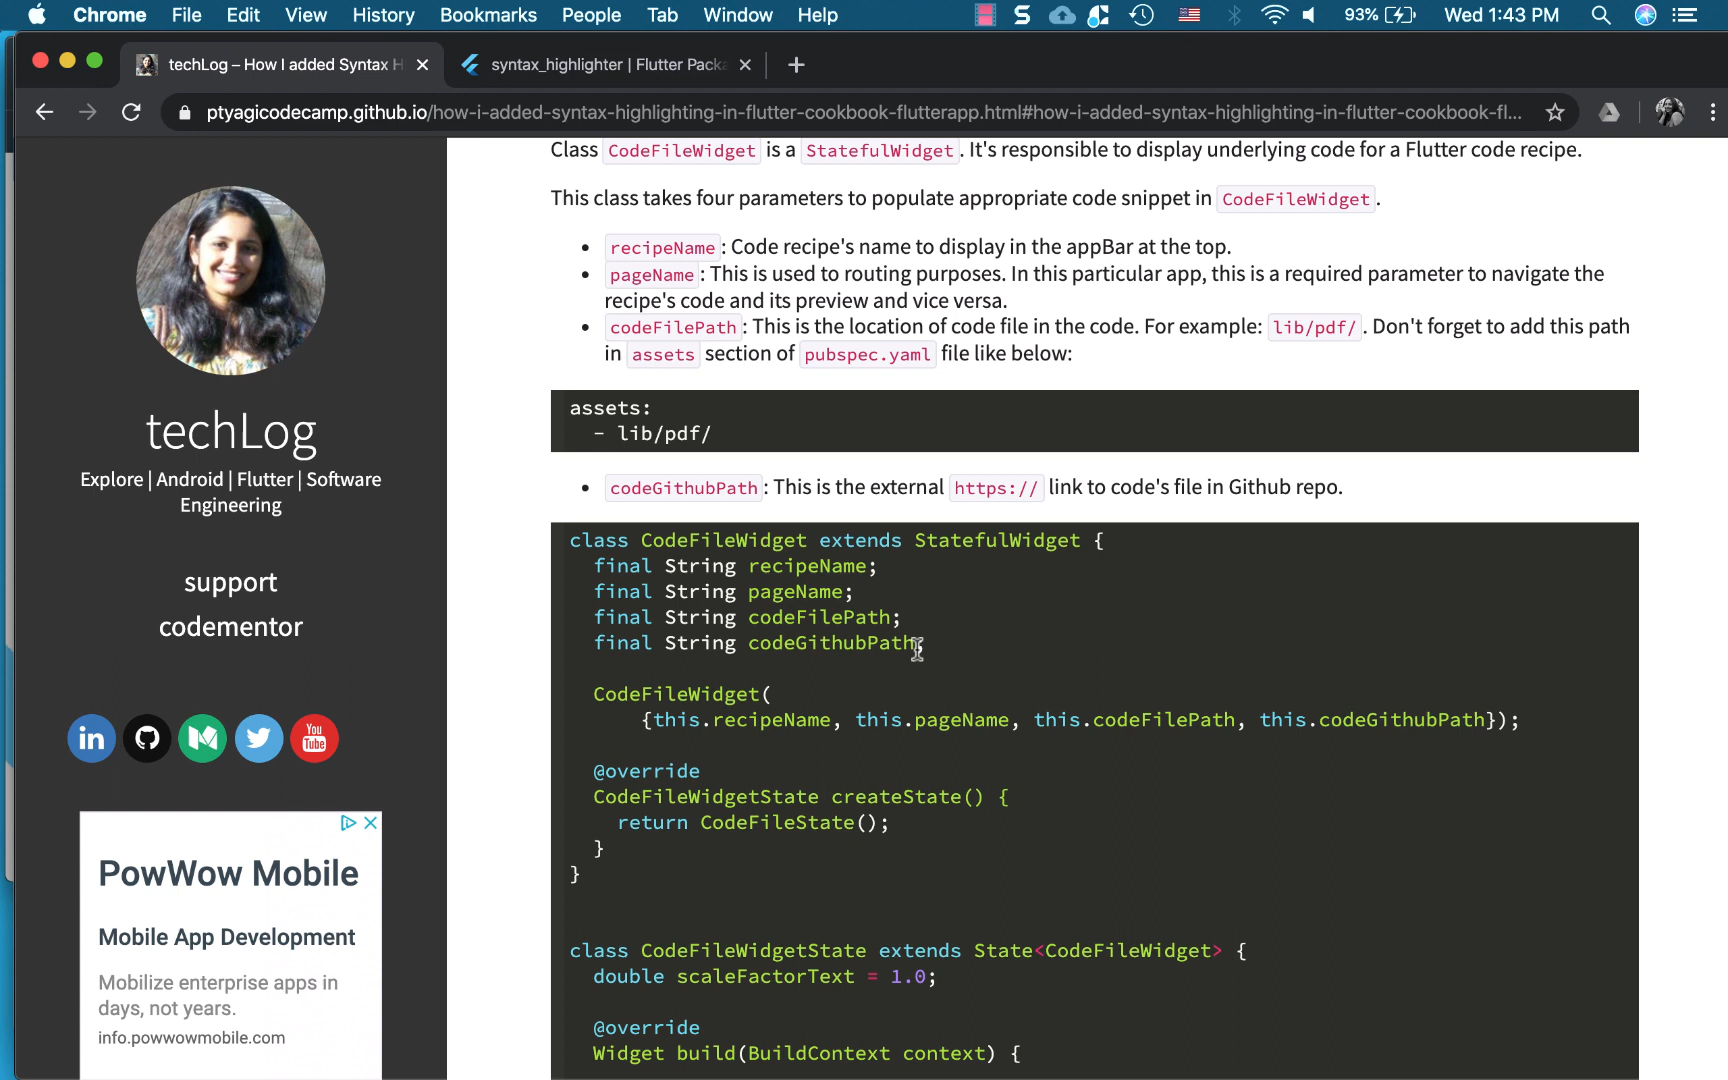 Chrome File Edit View History Bookmarks People Tab Window Help 93% Wed 1:43 PM
techLog – How I added Syntax H
syntax_highlighter | Flutter Packa
ptyagicodecamp.github.io/how-i-added-syntax-highlighting-in-flutter-cookbook-flutterapp.html#how-i-added-syntax-highlighting-in-flutter-cookbook-fl...
techLog
Explore | Android | Flutter | Software
Engineering
support
codementor
in
You
Tube
PowWow Mobile
Mobile App Development
Mobilize enterprise apps in
days, not years.
info.powwowmobile.com
Class CodeFileWidget is a StatefulWidget. It's responsible to display underlying code for a Flutter code recipe.
This class takes four parameters to populate appropriate code snippet in CodeFileWidget.
• recipeName: Code recipe's name to display in the appBar at the top.
• pageName: This is used to routing purposes. In this particular app, this is a required parameter to navigate the
recipe's code and its preview and vice versa.
• codeFilePath: This is the location of code file in the code. For example: lib/pdf/. Don't forget to add this path
in assets section of pubspec.yaml file like below:
assets:
  - lib/pdf/
• codeGithubPath: This is the external https:// link to code's file in Github repo.
class CodeFileWidget extends StatefulWidget {
  final String recipeName;
  final String pageName;
  final String codeFilePath;
  final String codeGithubPath;
  CodeFileWidget(
      {this.recipeName, this.pageName, this.codeFilePath, this.codeGithubPath});
  @override
  CodeFileWidgetState createState() {
    return CodeFileState();
  }
}
class CodeFileWidgetState extends State<CodeFileWidget> {
  double scaleFactorText = 1.0;
  @override
  Widget build(BuildContext context) {